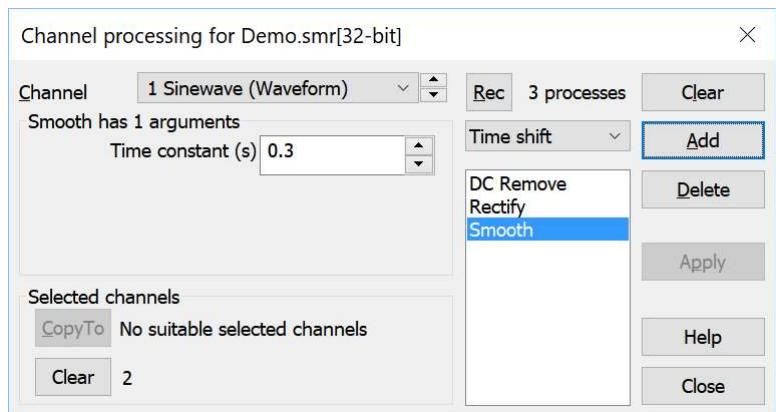 Channel processing for Demo.smr[32-bit]
Channel 1 Sinewave (Waveform)
Rec 3 processes
Clear
Smooth has 1 arguments
Time constant (s) 0.3
Time shift
Add
DC Remove
Rectify
Smooth
Delete
Apply
Selected channels
CopyTo No suitable selected channels
Clear 2
Help
Close